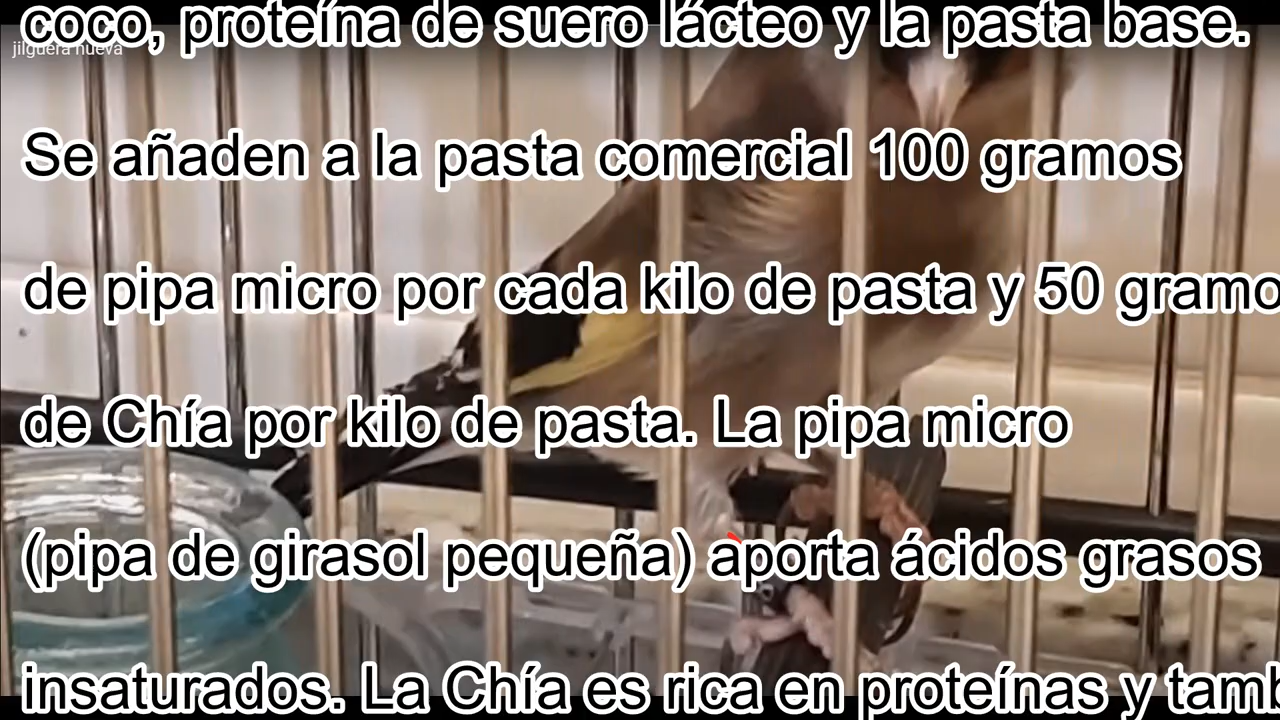 coco, proteína de suero lácteo y la pasta base.
jilguera nueva
Se añaden a la pasta comercial 100 gramos
de pipa micro por cada kilo de pasta y 50 gramo
de Chía por kilo de pasta. La pipa micro
(pipa de girasol pequeña) aporta ácidos grasos
insaturados. La Chía es rica en proteínas y tamb